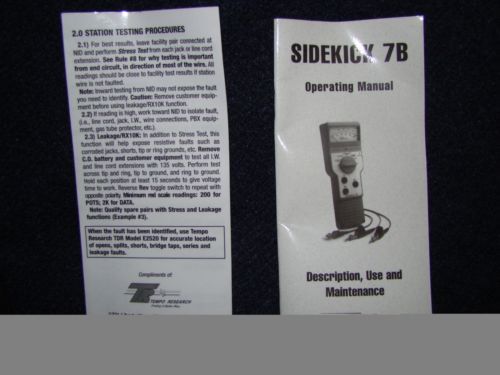 2.0 STATION TESTING PROCEDURES
2.1) For best results, leave facility pair connected at
NID and perform Stress Test from each jack or line cord
extension. See Rule #8 for why testing is important
from end circuit, in direction of most of the wire. All
readings should be close to facility test results if station
wire is not faulted.
Note: Inward testing from NID may not expose the fault
you need to identify. Caution: Remove customer equip-
ment before using leakage/RX10K function.
2.2) If reading is high, work toward NID to isolate fault,
(i.e., line cord, jack, I.W., wire connections, PBX equip-
ment, gas tube protector, etc.).
2.3) Leakage/RX10K: In addition to Stress Test, this
function will help expose resistive faults such as
corroded jacks, shorts, tip or ring grounds, etc. Remove
C.O. battery and customer equipment to test all I.W.
and line cord extensions with 135 volts. Perform test
across tip and ring, tip to ground, and ring to ground.
Hold each position at least 15 seconds to give voltage
time to work. Reverse Rev toggle switch to repeat with
opposite polarity. Minimum red scale readings: 200 for
POTS; 2K for DATA.
Note: Qualify spare pairs with Stress and Leakage
functions (Example #3).
When the fault has been identified, use Tempo
Research TDR Model E2520 for accurate location
of opens, splits, shorts, bridge taps, series and
leakage faults.
Compliments of:
TEMPO RESEARCH
SIDEKICK 7B
Operating Manual
Description, Use and
Maintenance